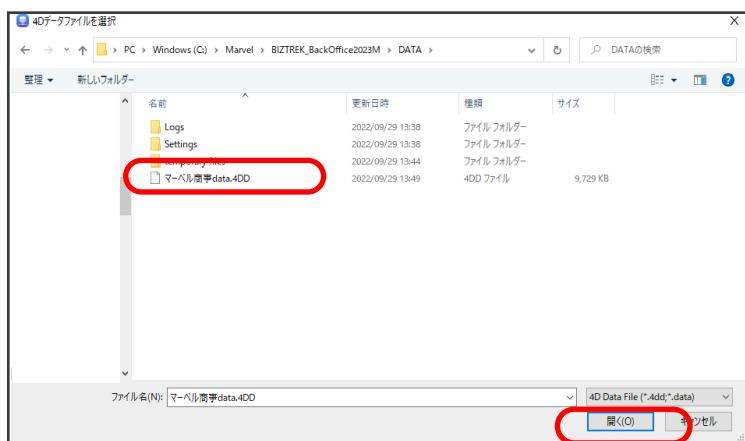 4Dデータファイルを選択
PC > Windows (C:) > Marvel > BIZTREK_BackOffice2023M > DATA > DATAの検索
整理 新しいフォルダー
名前 更新日時 種類 サイズ
Logs 2022/09/29 13:38 ファイル フォルダー
Settings 2022/09/29 13:38 ファイル フォルダー
temporary files 2022/09/29 13:44 ファイル フォルダー
マーベル商事data.4DD 2022/09/29 13:49 4DD ファイル 9,729 KB
ファイル名(N): マーベル商事data.4DD 4D Data File (*.4dd;*.data)
開く(O) キャンセル